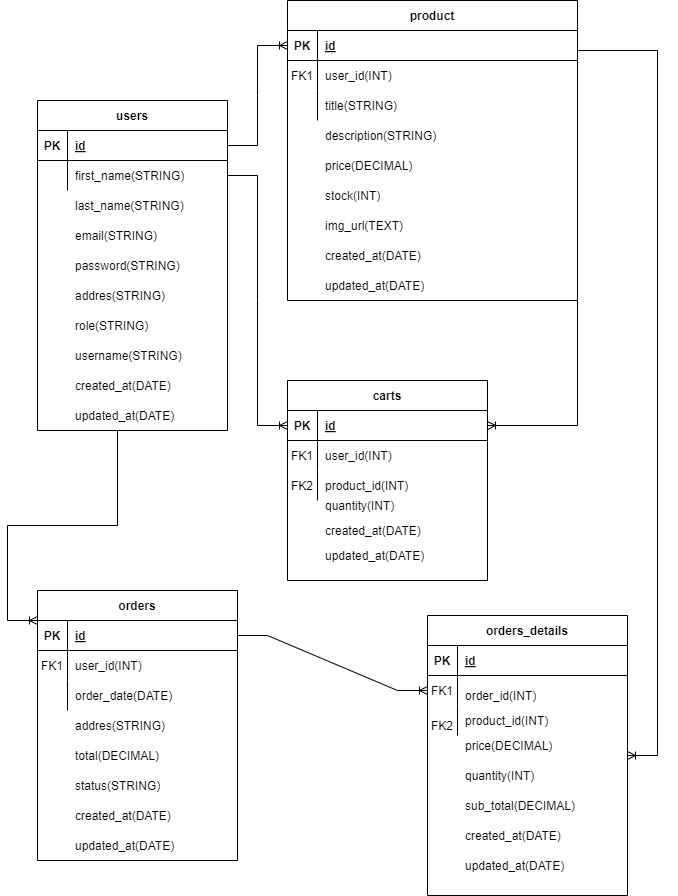 product
PK id
FK1 user_id(INT)
title(STRING)
description(STRING)
price(DECIMAL)
stock(INT)
img_url(TEXT)
created_at(DATE)
updated_at(DATE)
users
PK id
first_name(STRING)
last_name(STRING)
email(STRING)
password(STRING)
addres(STRING)
role(STRING)
username(STRING)
created_at(DATE)
updated_at(DATE)
carts
PK id
FK1 user_id(INT)
FK2 product_id(INT)
quantity(INT)
created_at(DATE)
updated_at(DATE)
orders
PK id
FK1 user_id(INT)
order_date(DATE)
addres(STRING)
total(DECIMAL)
status(STRING)
created_at(DATE)
updated_at(DATE)
orders_details
PK id
FK1 order_id(INT)
FK2 product_id(INT)
price(DECIMAL)
quantity(INT)
sub_total(DECIMAL)
created_at(DATE)
updated_at(DATE)